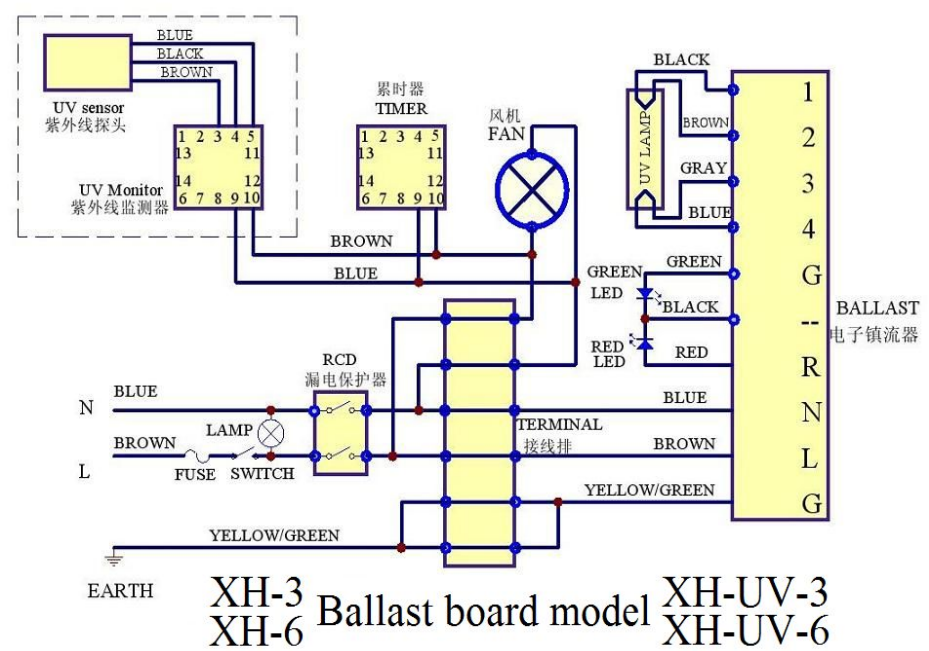 BLUE
BLACK
BROWN
UV sensor
紫外线探头
1 2 3 4 5
13 11
14 12
6 7 8 9 10
UV Monitor
紫外线监测器
累时器
TIMER
1 2 3 4 5
13 11
14 12
6 7 8 9 10
风机
FAN
BROWN
BLUE
UV LAMP
BLACK
BROWN
GRAY
BLUE
GREEN
GREEN
LED
BLACK
RED
LED
RED
1
2
3
4
G
--
R
N
L
G
BALLAST
电子镇流器
RCD
漏电保护器
N
BLUE
LAMP
L
BROWN
FUSE
SWITCH
TERMINAL
接线排
BLUE
BROWN
YELLOW/GREEN
YELLOW/GREEN
EARTH
XH-3
XH-6
Ballast board model
XH-UV-3
XH-UV-6